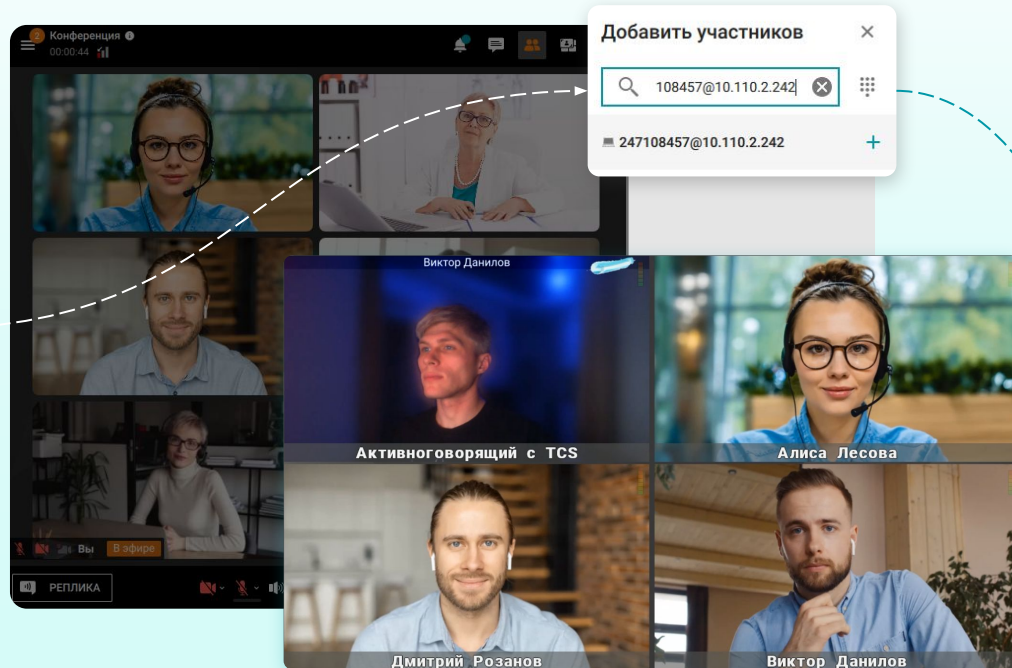 2
Конференция
00:00:44
Добавить участников
108457@10.110.2.242
247108457@10.110.2.242
Виктор Данилов
Активноговорящий с TCS
Алиса Лесова
Вы
В эфире
РЕПЛИКА
Дмитрий Розанов
Виктор Данилов